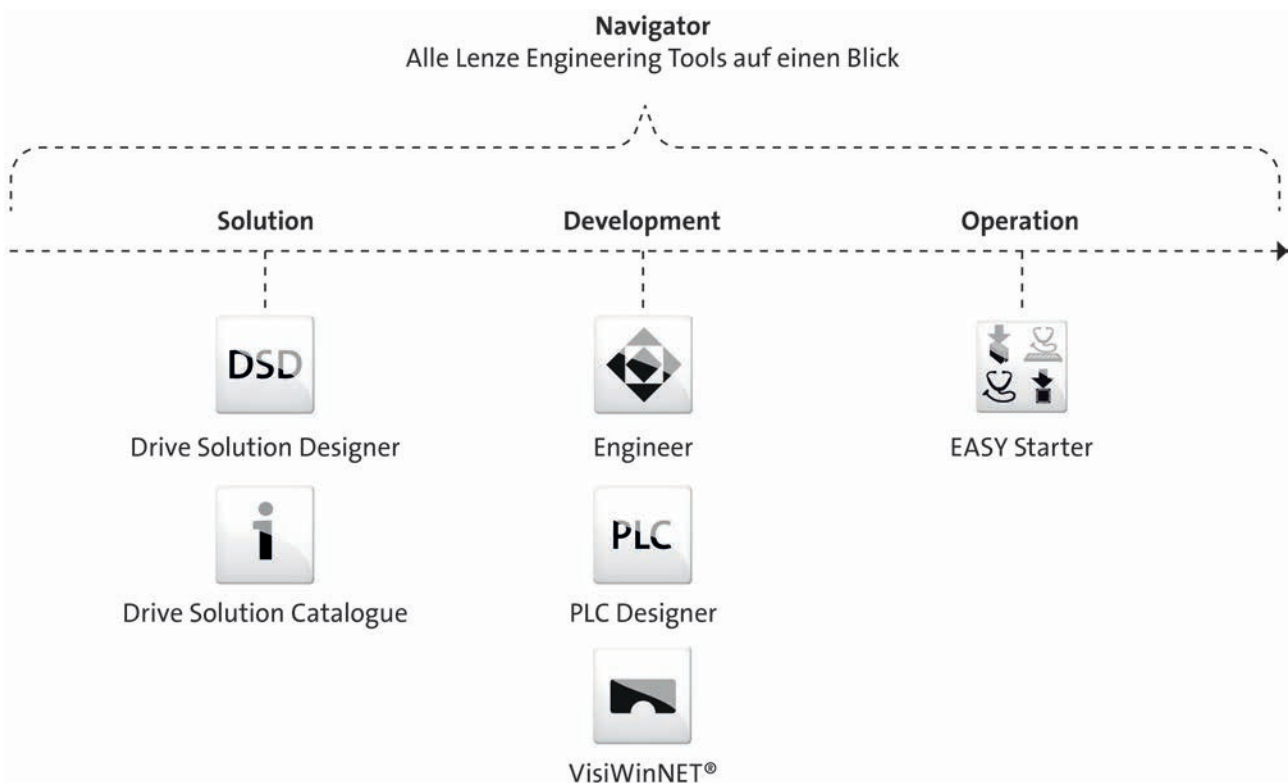 Navigator
Alle Lenze Engineering Tools auf einen Blick
Solution
Development
Operation
DSD
Drive Solution Designer
Engineer
EASY Starter
i
Drive Solution Catalogue
PLC
PLC Designer
VisiWinNET®